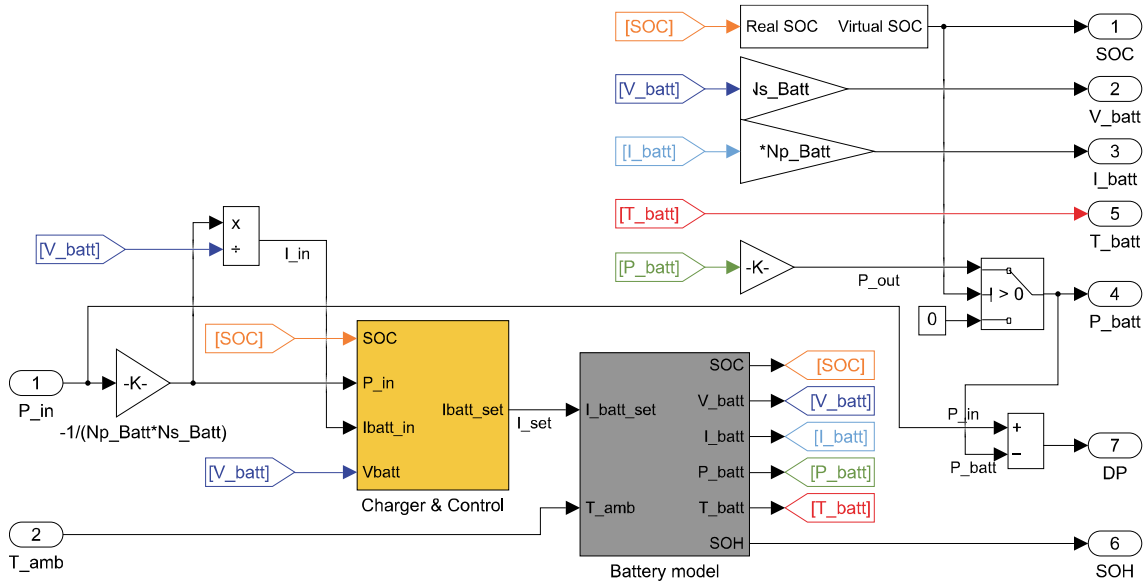 [SOC]
Real SOC
Virtual SOC
1
SOC
[V_batt]
Ns_Batt
2
V_batt
[I_batt]
*Np_Batt
3
I_batt
[T_batt]
5
T_batt
[P_batt]
-K-
P_out
> 0
0
4
P_batt
x
÷
[V_batt]
I_in
[SOC]
1
P_in
-K-
-1/(Np_Batt*Ns_Batt)
[V_batt]
SOC
P_in
Ibatt_in
Vbatt
Ibatt_set
Charger & Control
I_set
2
T_amb
I_batt_set
T_amb
SOC
V_batt
I_batt
P_batt
T_batt
SOH
Battery model
[SOC]
[V_batt]
[I_batt]
[P_batt]
[T_batt]
P_in
P_batt
+
−
7
DP
6
SOH